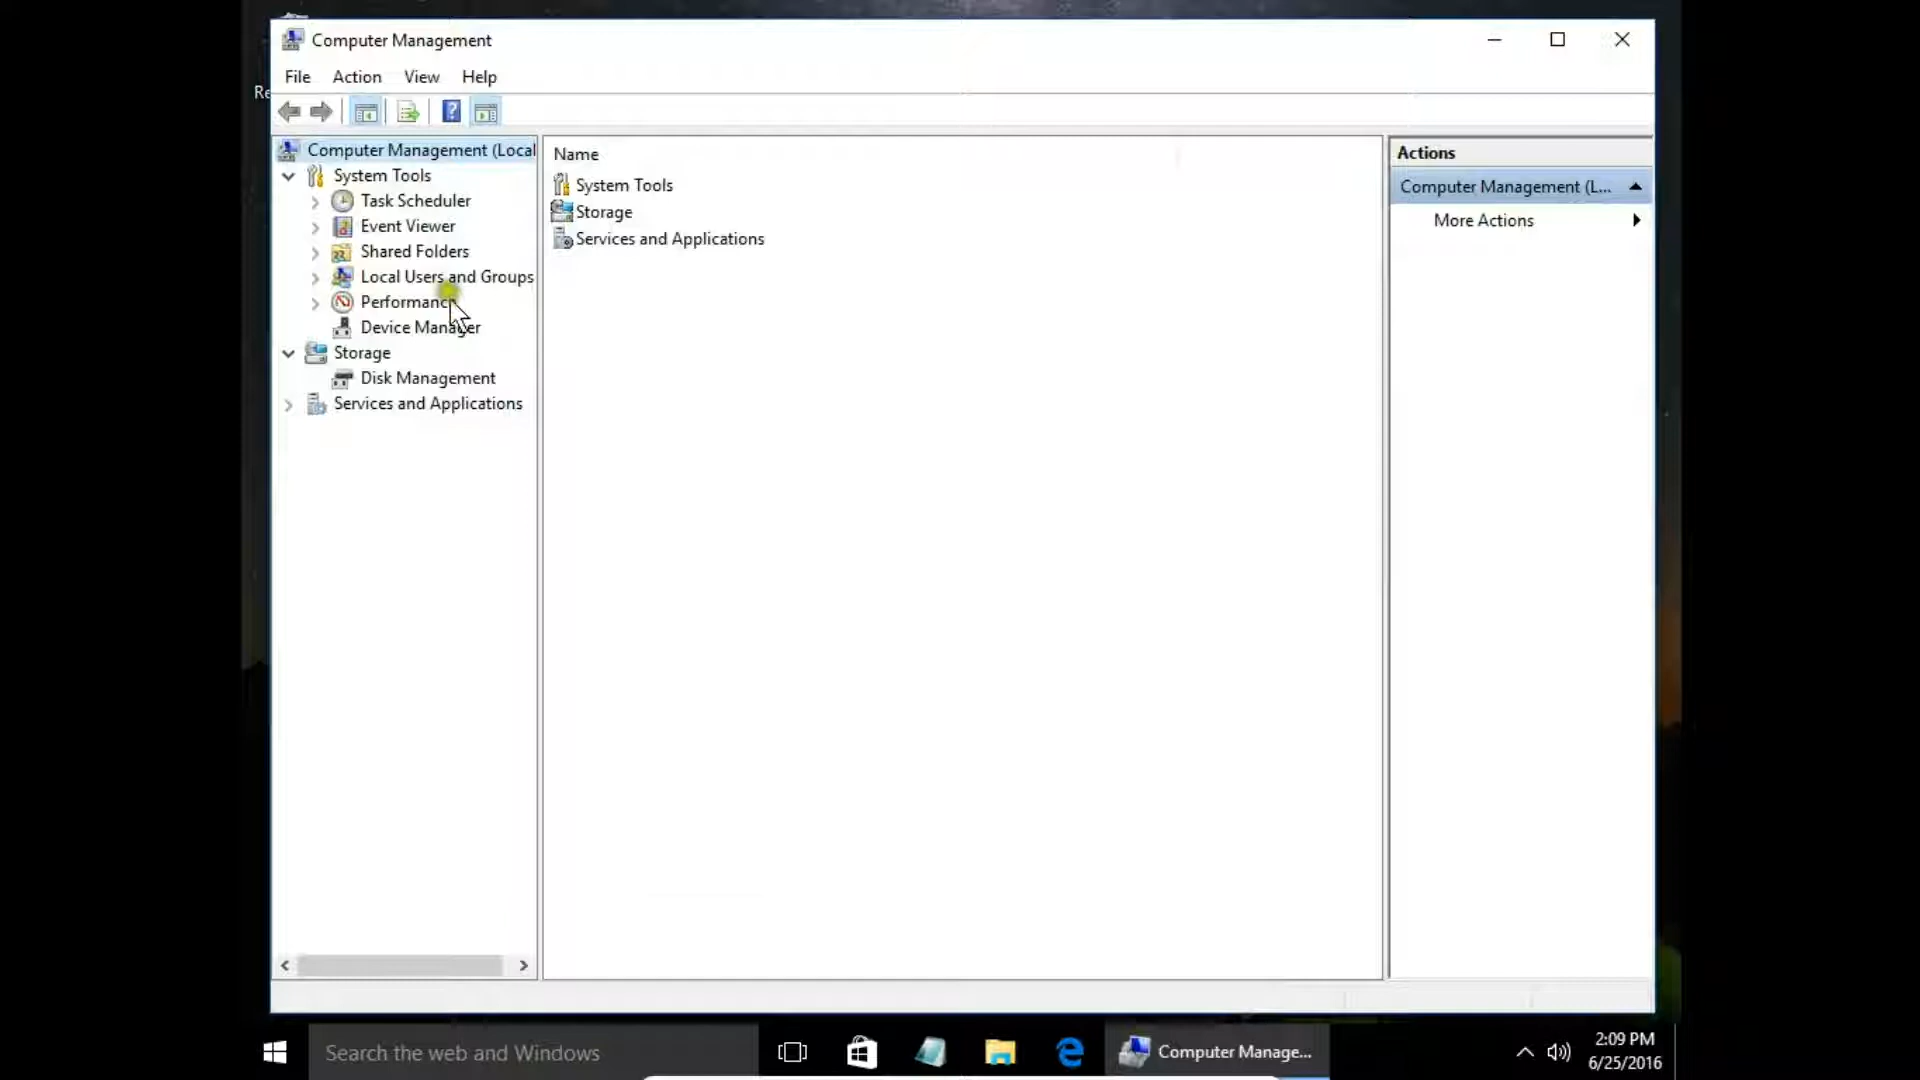 Computer Management
File Action View Help
Re
Computer Management (Local
System Tools
Task Scheduler
Event Viewer
Shared Folders
Local Users and Groups
Performance
Device Manager
Storage
Disk Management
Services and Applications
Name
System Tools
Storage
Services and Applications
Actions
Computer Management (L...
More Actions
Search the web and Windows
Computer Manage...
2:09 PM
6/25/2016